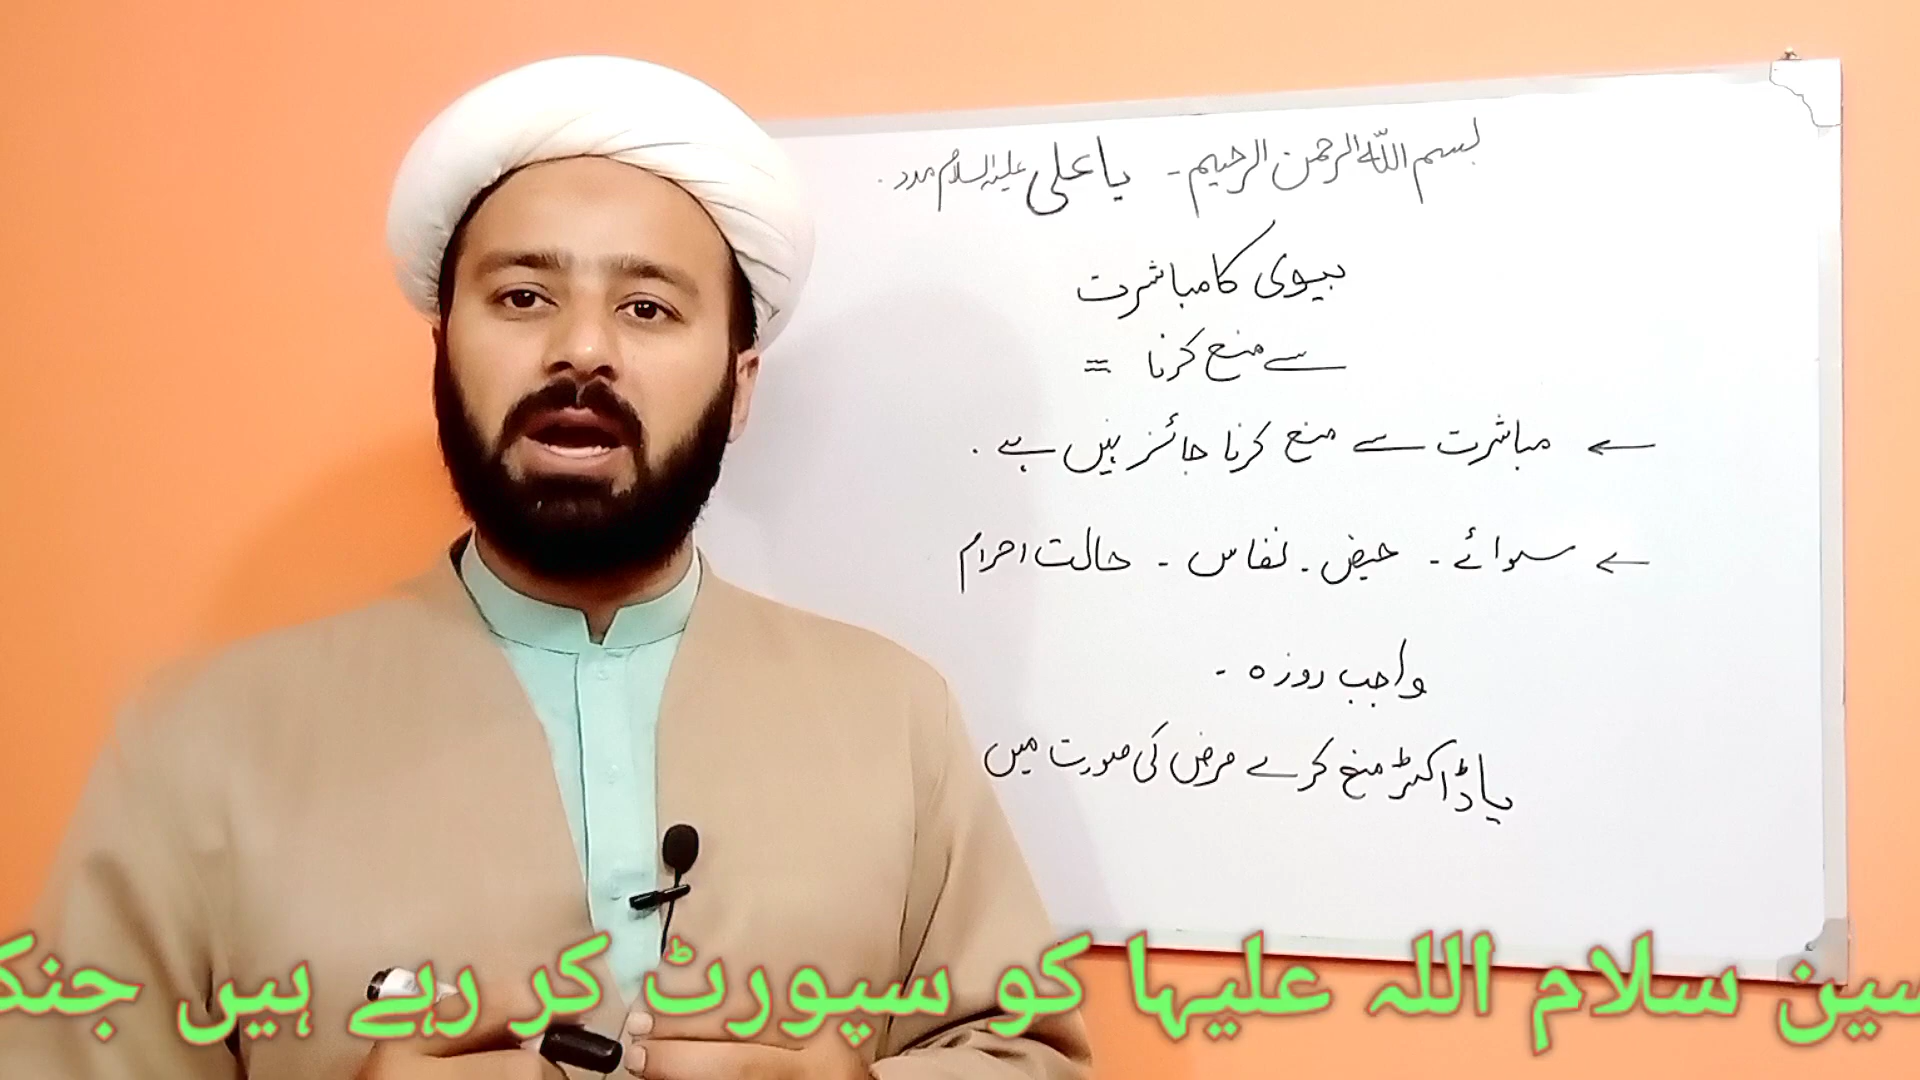 بسم اللہ الرحمن الرحیم - یا علی علیہ السلام مدد .
بیوی کا مباشرت
سے منع کرنا =
← مباشرت سے منع کرنا جائز نہیں ہے .
← سوائے - حیض . نفاس - حالت احرام
واجب روزہ -
یا ڈاکٹر منع کرے مرض کی صورت میں
سین سلام اللہ علیہا کو سپورٹ کر رہے ہیں جنک